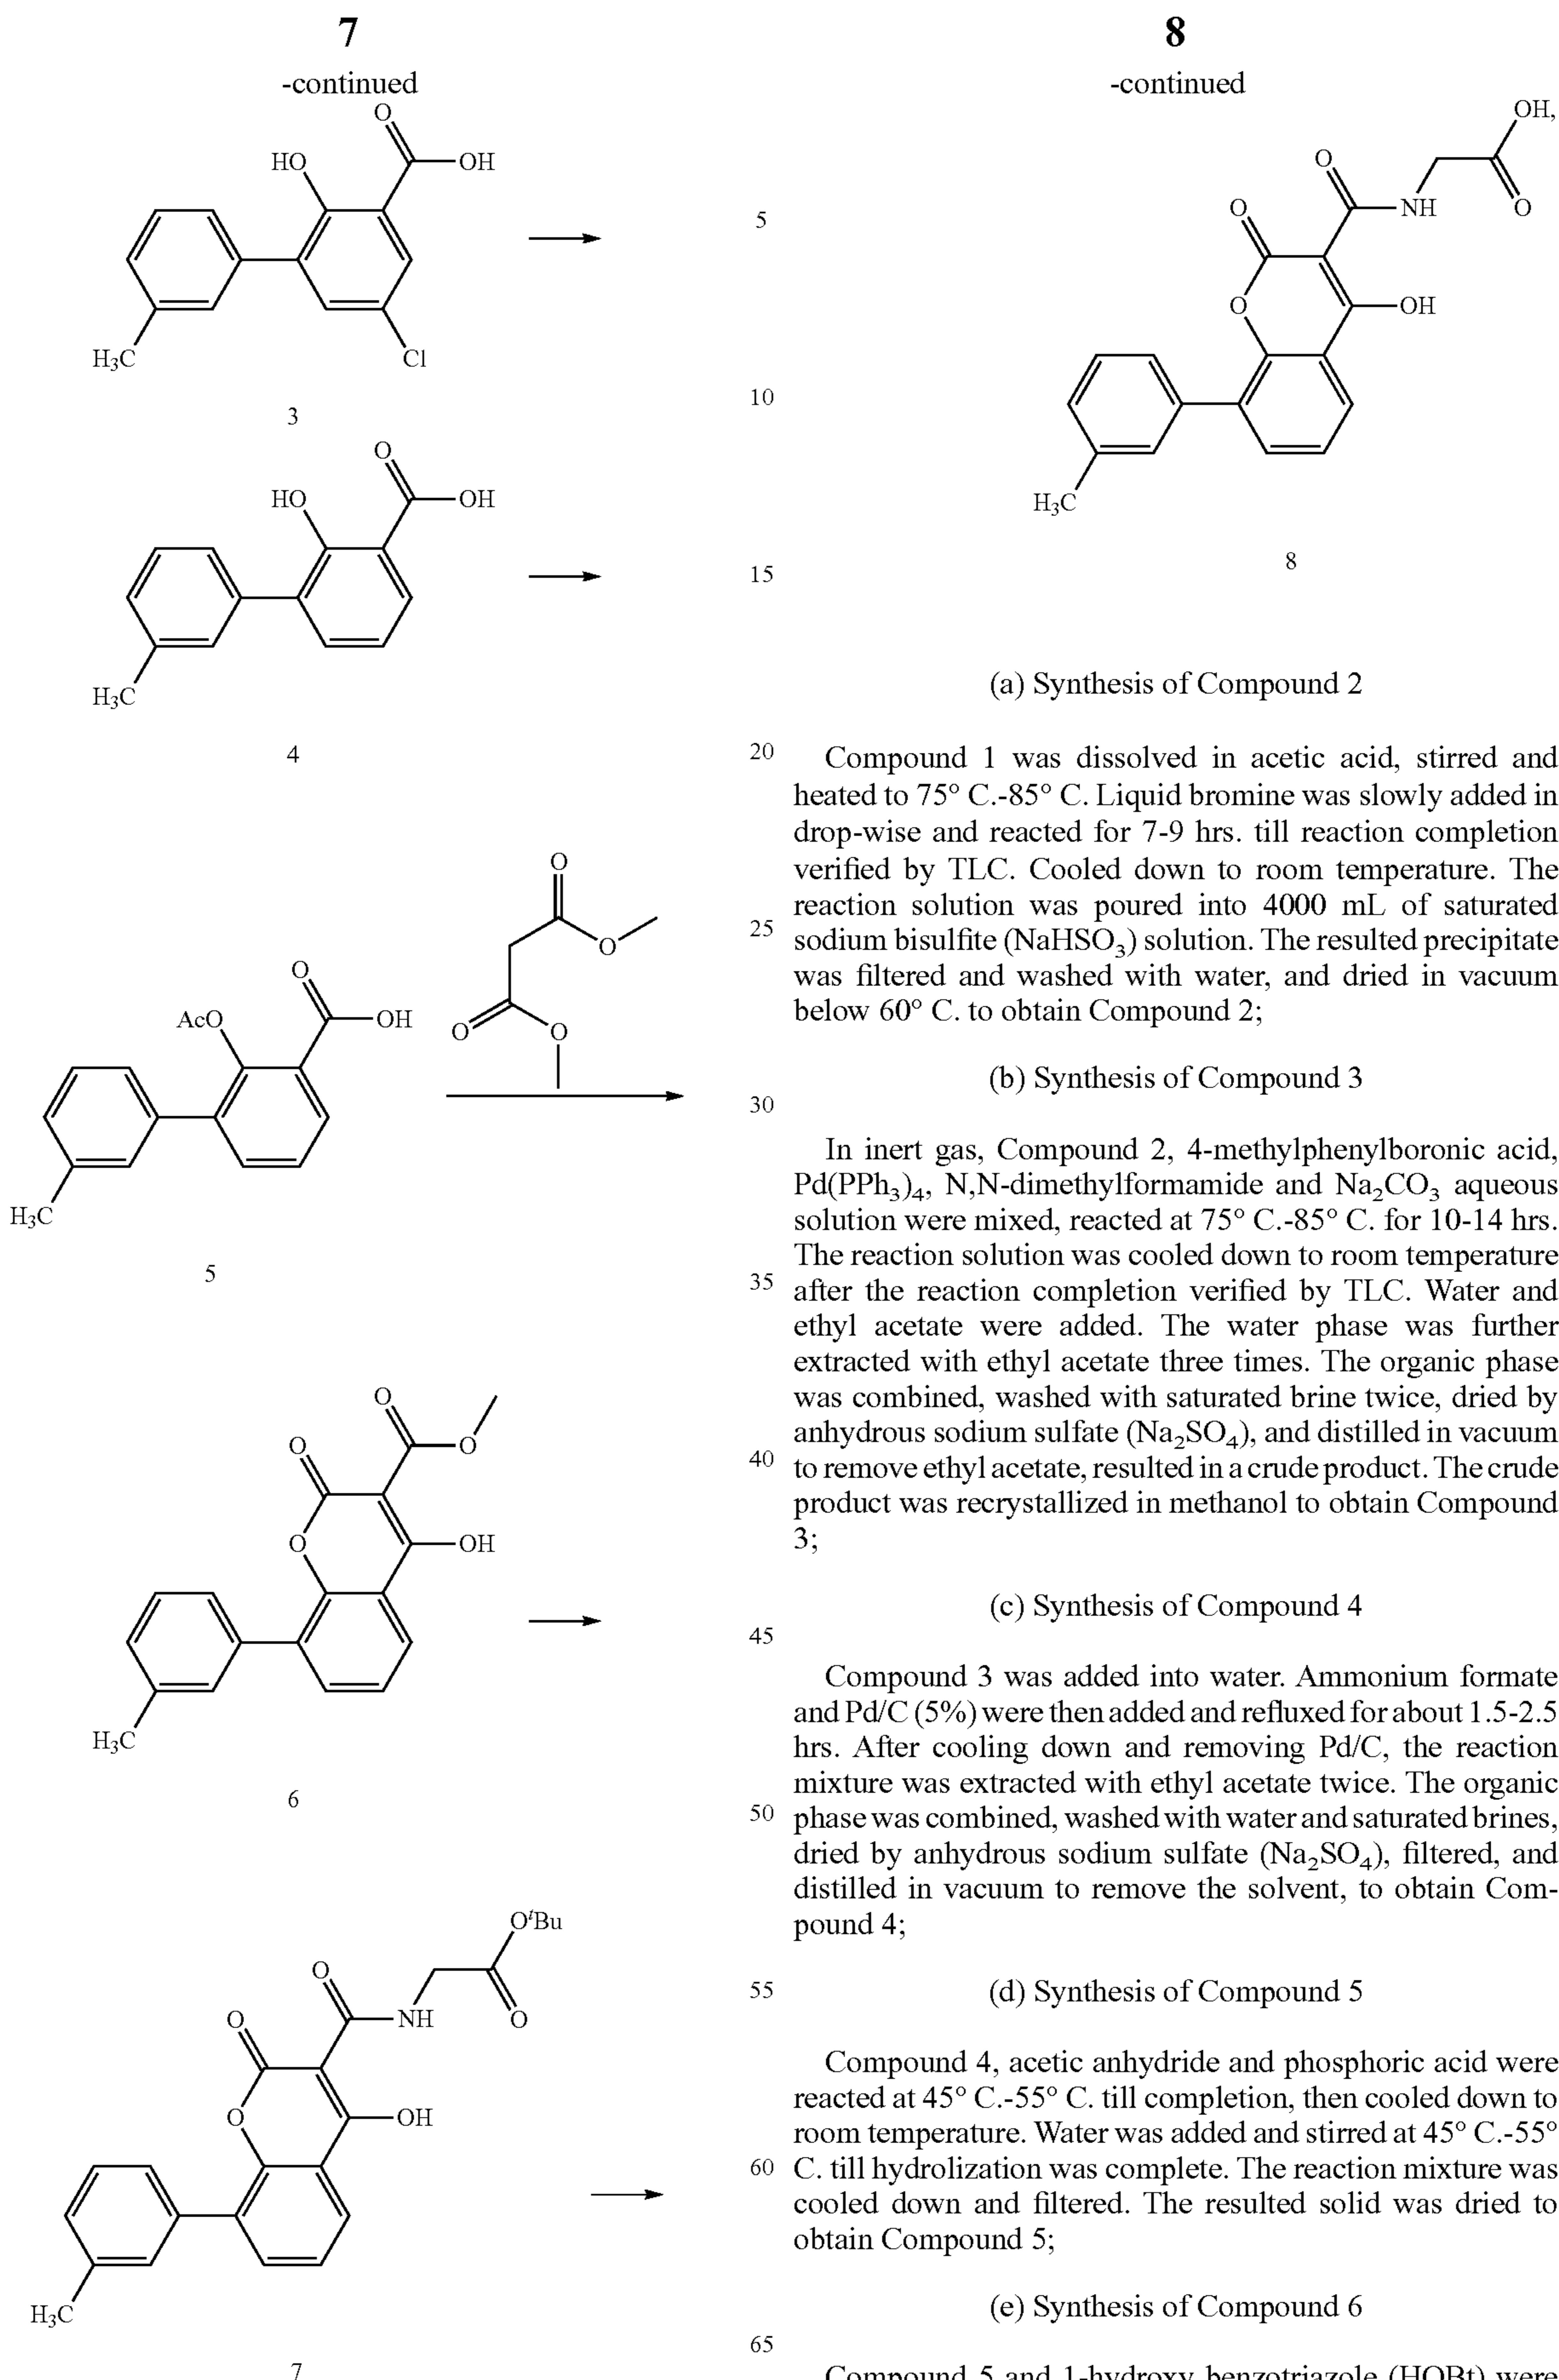 7
-continued
O
HO
OH
H₃C
Cl
3
O
HO
OH
H₃C
4
O
O
O
O
O
AcO
OH
H₃C
5
O
O
O
O
OH
H₃C
6
OᵗBu
O
O
NH
O
O
OH
H₃C
7
5
10
15
20
25
30
35
40
45
50
55
60
65
8
-continued
OH,
O
O
NH
O
O
OH
H₃C
8
(a) Synthesis of Compound 2
Compound 1 was dissolved in acetic acid, stirred and
heated to 75° C.-85° C. Liquid bromine was slowly added in
drop-wise and reacted for 7-9 hrs. till reaction completion
verified by TLC. Cooled down to room temperature. The
reaction solution was poured into 4000 mL of saturated
sodium bisulfite (NaHSO₃) solution. The resulted precipitate
was filtered and washed with water, and dried in vacuum
below 60° C. to obtain Compound 2;
(b) Synthesis of Compound 3
In inert gas, Compound 2, 4-methylphenylboronic acid,
Pd(PPh₃)₄, N,N-dimethylformamide and Na₂CO₃ aqueous
solution were mixed, reacted at 75° C.-85° C. for 10-14 hrs.
The reaction solution was cooled down to room temperature
after the reaction completion verified by TLC. Water and
ethyl acetate were added. The water phase was further
extracted with ethyl acetate three times. The organic phase
was combined, washed with saturated brine twice, dried by
anhydrous sodium sulfate (Na₂SO₄), and distilled in vacuum
to remove ethyl acetate, resulted in a crude product. The crude
product was recrystallized in methanol to obtain Compound
3;
(c) Synthesis of Compound 4
Compound 3 was added into water. Ammonium formate
and Pd/C (5%) were then added and refluxed for about 1.5-2.5
hrs. After cooling down and removing Pd/C, the reaction
mixture was extracted with ethyl acetate twice. The organic
phase was combined, washed with water and saturated brines,
dried by anhydrous sodium sulfate (Na₂SO₄), filtered, and
distilled in vacuum to remove the solvent, to obtain Com-
pound 4;
(d) Synthesis of Compound 5
Compound 4, acetic anhydride and phosphoric acid were
reacted at 45° C.-55° C. till completion, then cooled down to
room temperature. Water was added and stirred at 45° C.-55°
C. till hydrolization was complete. The reaction mixture was
cooled down and filtered. The resulted solid was dried to
obtain Compound 5;
(e) Synthesis of Compound 6
Compound 5 and 1-hydroxy benzotriazole (HOBt) were